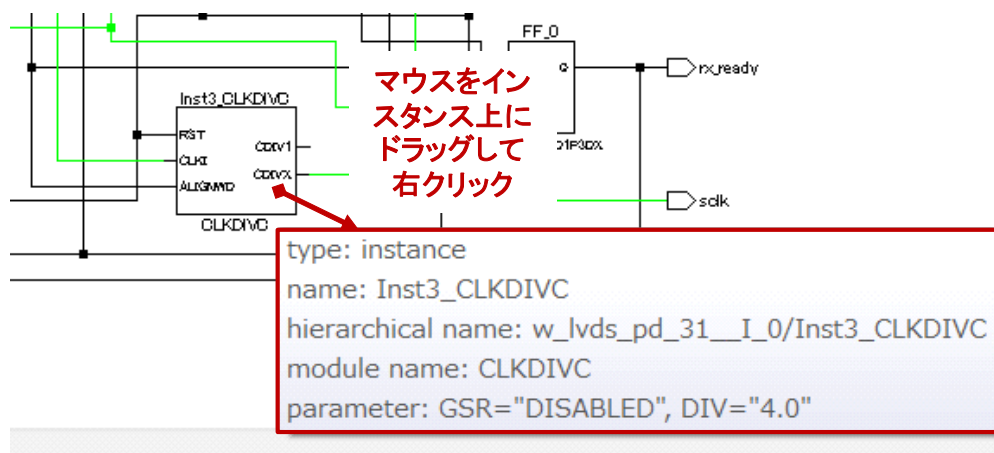 FF_0
Q
rx_ready
マウスをイン
スタンス上に
ドラッグして
右クリック
Inst3_CLKDIVC
RST
CDIV1
CLKI
CDIVX
ALIGNWD
CLKDIVC
sclk
type: instance
name: Inst3_CLKDIVC
hierarchical name: w_lvds_pd_31__I_0/Inst3_CLKDIVC
module name: CLKDIVC
parameter: GSR="DISABLED", DIV="4.0"